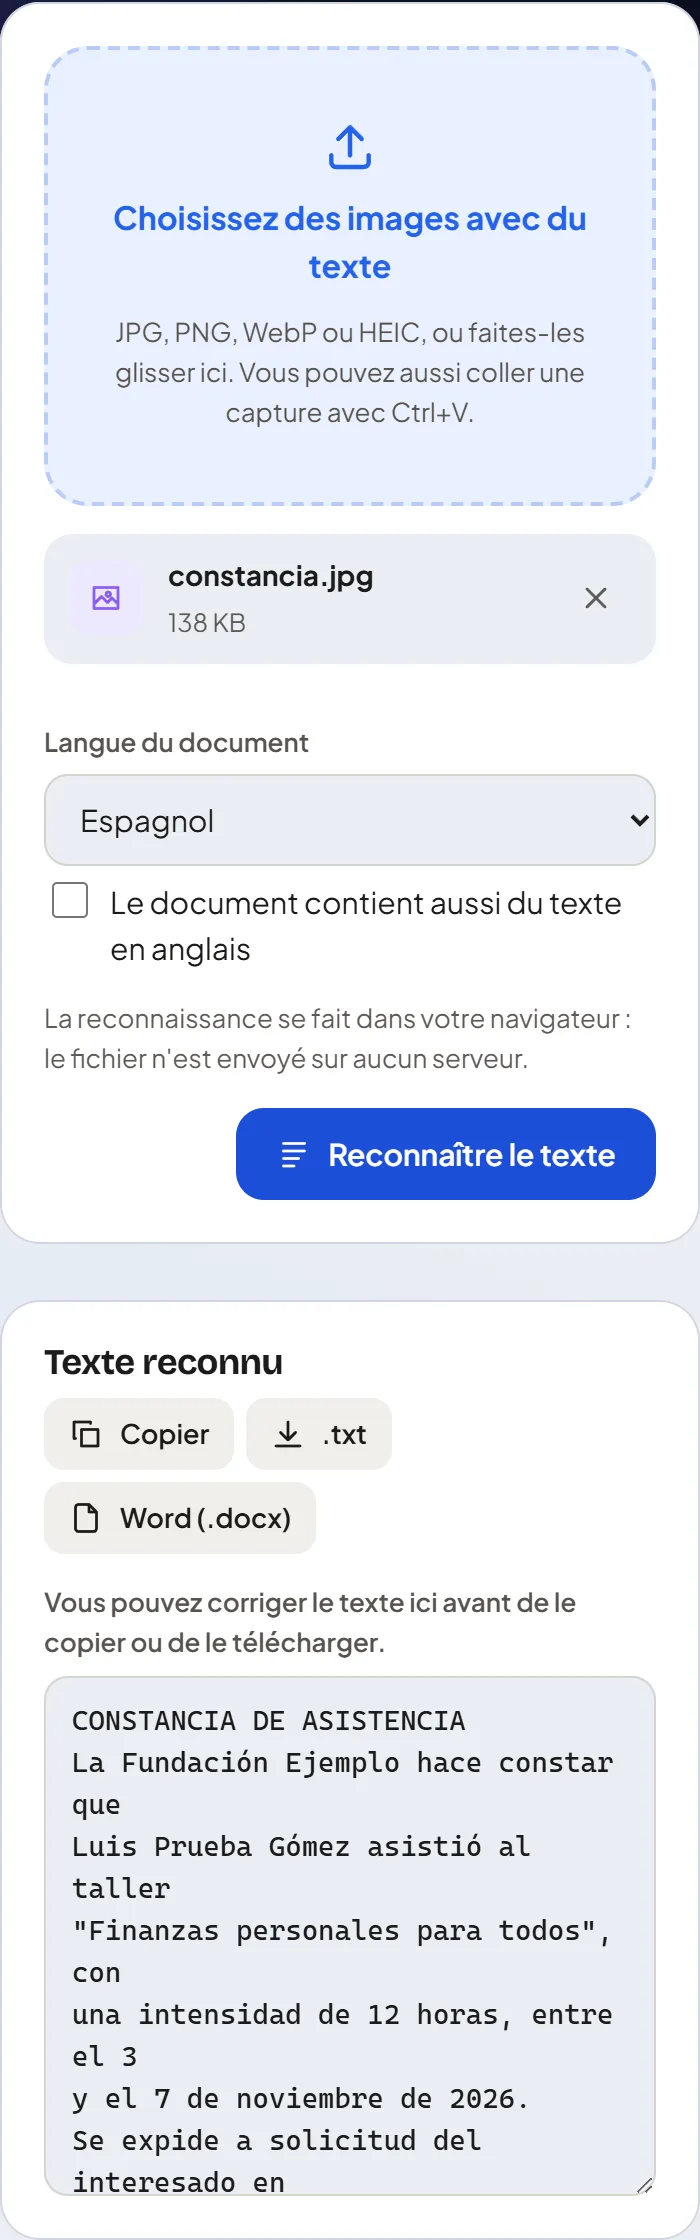 Choisissez des images avec du
texte
JPG, PNG, WebP ou HEIC, ou faites-les
glisser ici. Vous pouvez aussi coller une
capture avec Ctrl+V.
constancia.jpg
138 KB
Langue du document
Espagnol
Le document contient aussi du texte
en anglais
La reconnaissance se fait dans votre navigateur :
le fichier n'est envoyé sur aucun serveur.
Reconnaître le texte
Texte reconnu
Copier
.txt
Word (.docx)
Vous pouvez corriger le texte ici avant de le
copier ou de le télécharger.
CONSTANCIA DE ASISTENCIA
La Fundación Ejemplo hace constar
que
Luis Prueba Gómez asistió al
taller
"Finanzas personales para todos",
con
una intensidad de 12 horas, entre
el 3
y el 7 de noviembre de 2026.
Se expide a solicitud del
interesado en